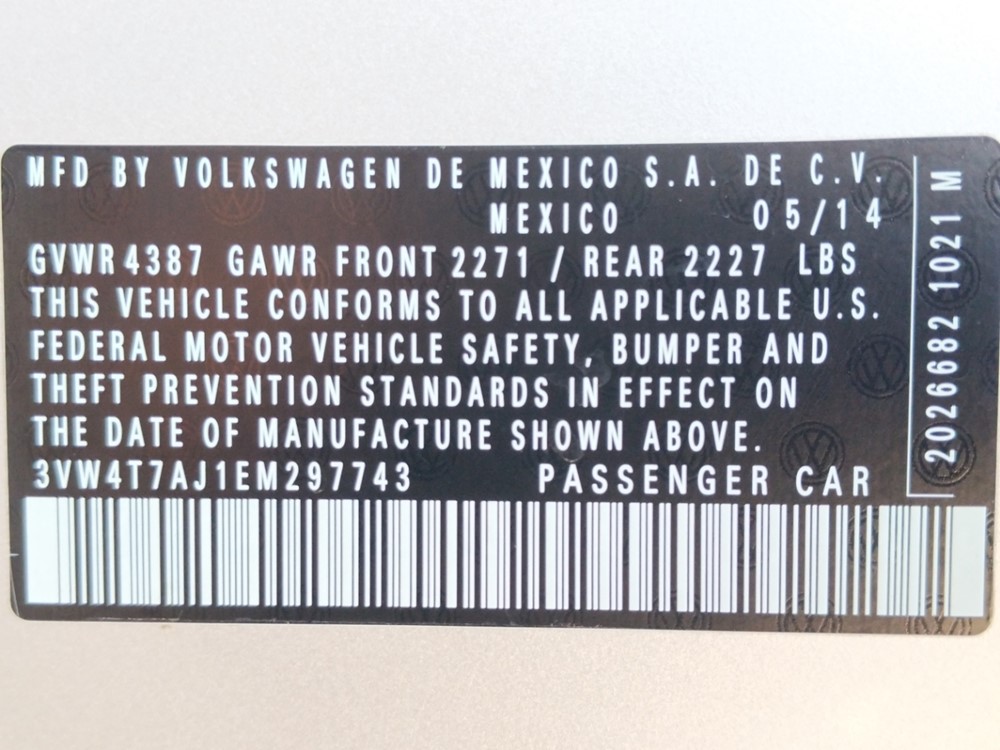 MFD BY VOLKSWAGEN DE MEXICO S.A. DE C.V.
MEXICO 05/14
GVWR 4387 GAWR FRONT 2271 / REAR 2227 LBS
THIS VEHICLE CONFORMS TO ALL APPLICABLE U.S.
FEDERAL MOTOR VEHICLE SAFETY, BUMPER AND
THEFT PREVENTION STANDARDS IN EFFECT ON
THE DATE OF MANUFACTURE SHOWN ABOVE.
3VW4T7AJ1EM297743 PASSENGER CAR
2026682 1021 M